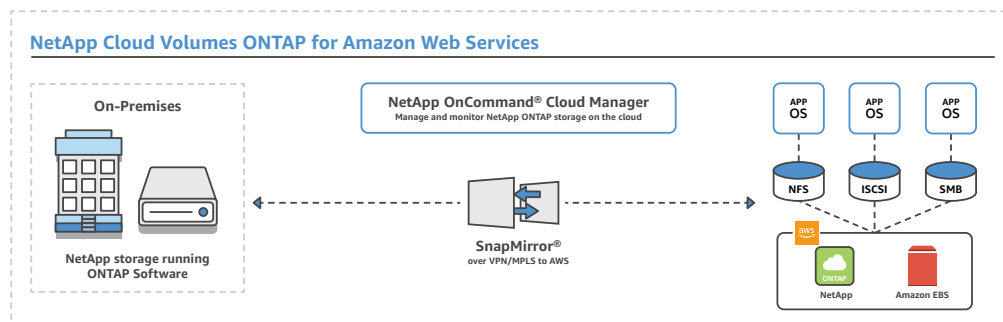 NetApp Cloud Volumes ONTAP for Amazon Web Services
On-Premises
NetApp storage running
ONTAP Software
NetApp OnCommand® Cloud Manager
Manage and monitor NetApp ONTAP storage on the cloud
SnapMirror®
over VPN/MPLS to AWS
APP
OS
APP
OS
APP
OS
NFS
ISCSI
SMB
aws
ONTAP
NetApp
Amazon EBS